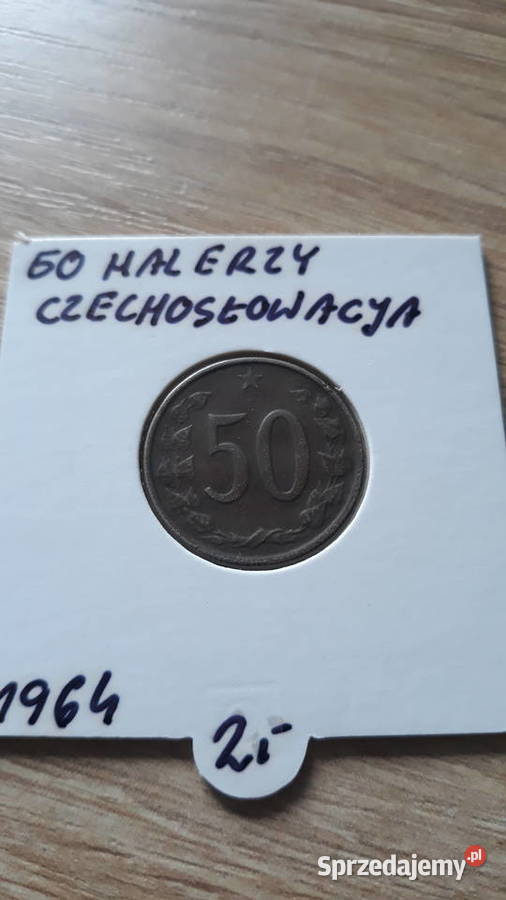 50 HALERZY
CZECHOSŁOWACYA
50
1964
2,-
Sprzedajemy.pl